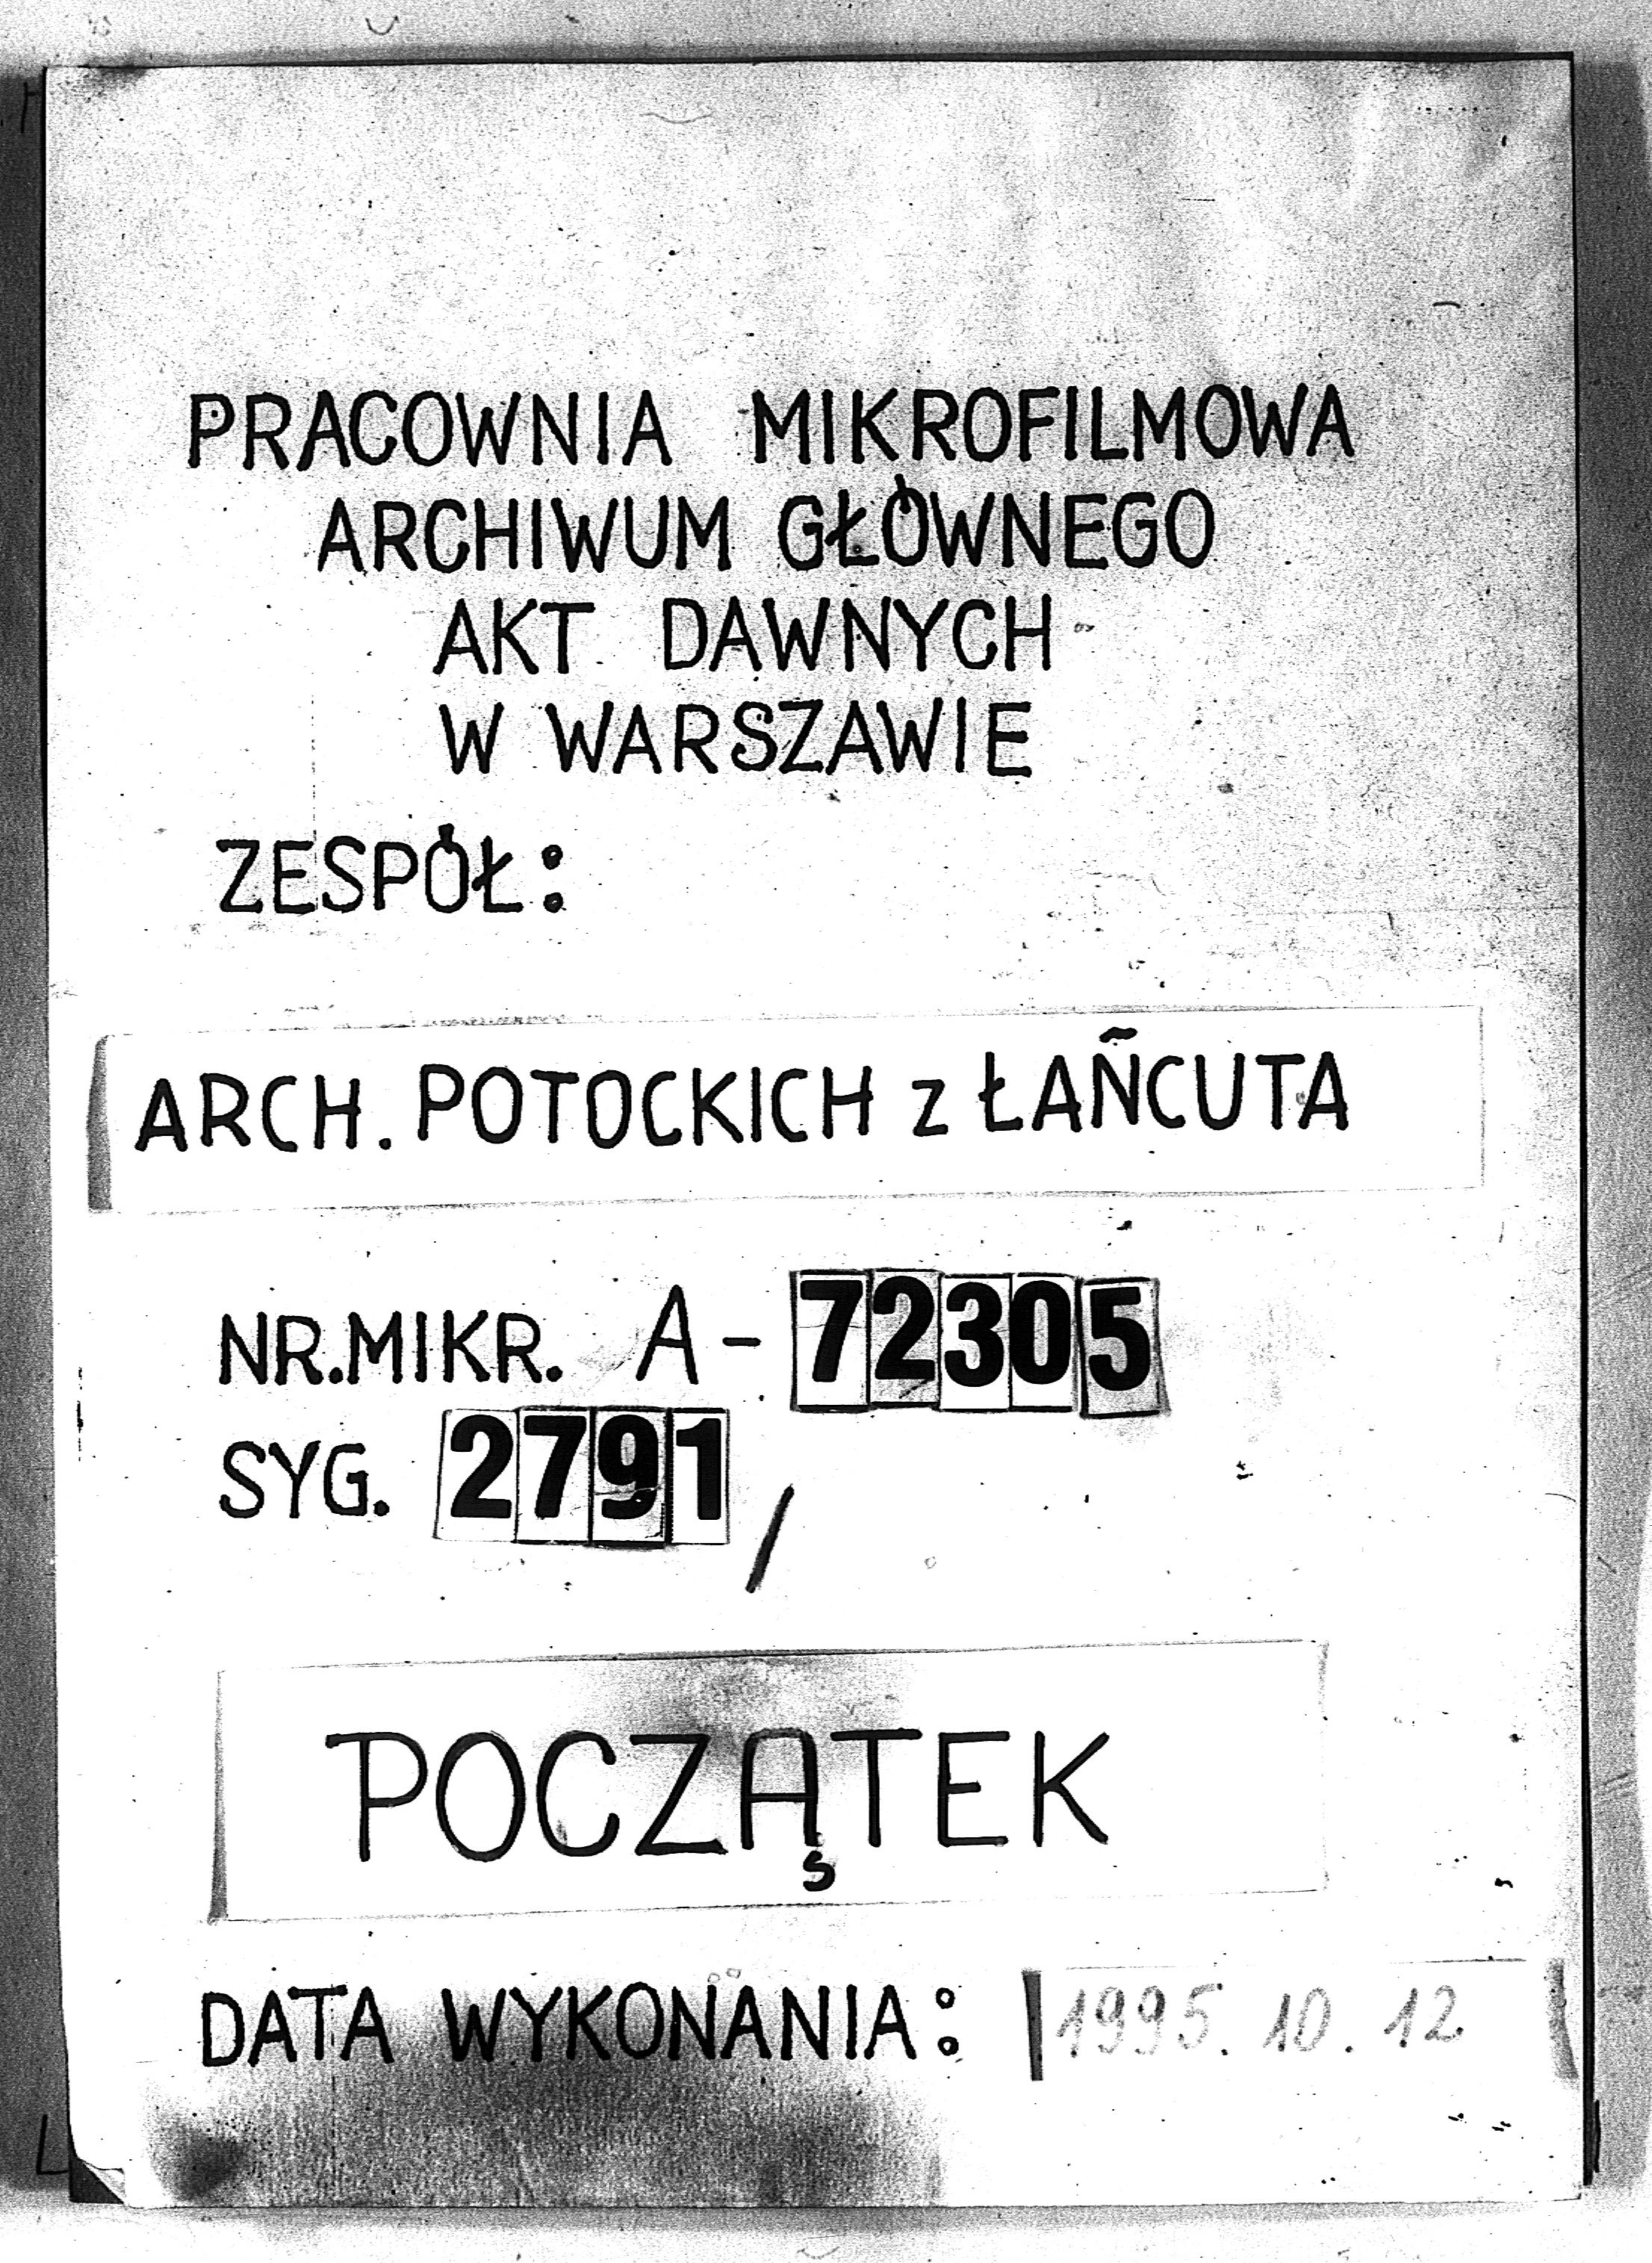 PRACOWNIA MIKROFILMOWA
ARCHIWUM GŁÓWNEGO
AKT DAWNYCH
W WARSZAWIE
ZESPÓŁ:
ARCH. POTOCKICH z ŁAŃCUTA
NR.MIKR. A-72305
SYG. 2791/
POCZĄTEK
DATA WYKONANIA: 1995.10.12